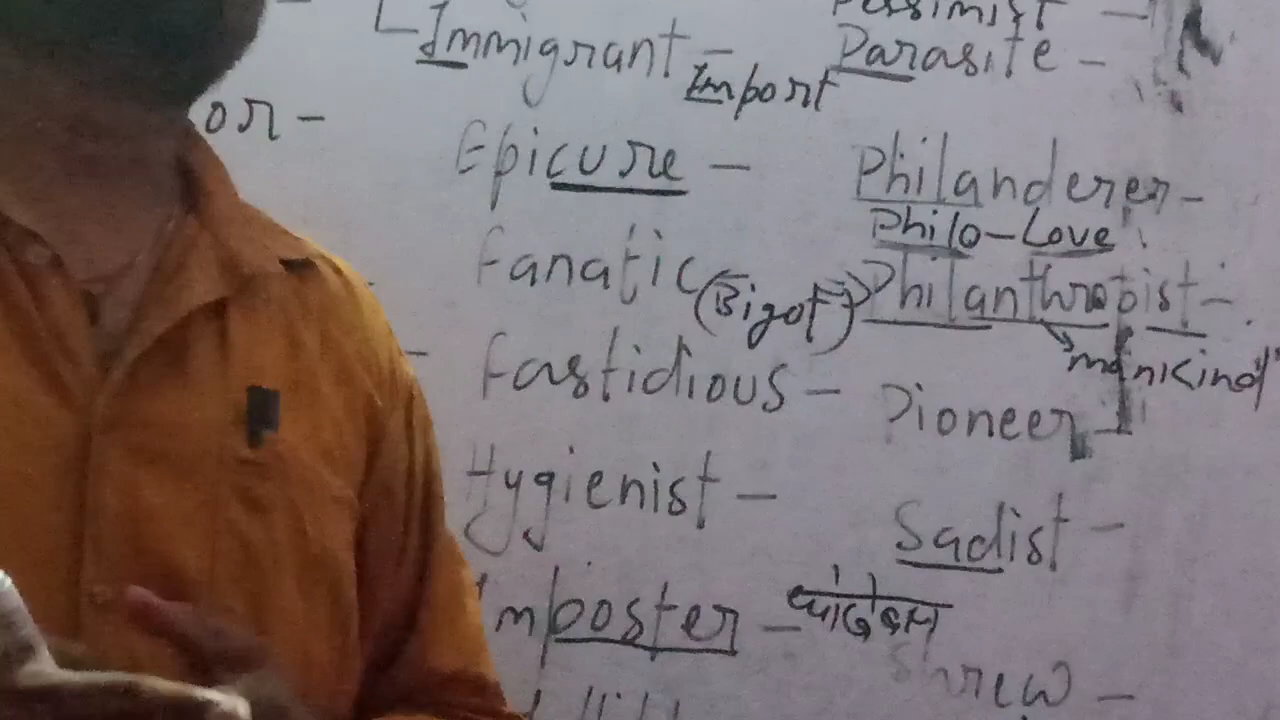 Pessimist –
Immigrant –
Import
Parasite –
or –
Epicure –
Philanderer –
Philo – Love
Fanatic (Bigot)
Philanthropist –
mankind
Fastidious –
Pioneer –
Hygienist –
Sadist –
Imposter –
Shrew –